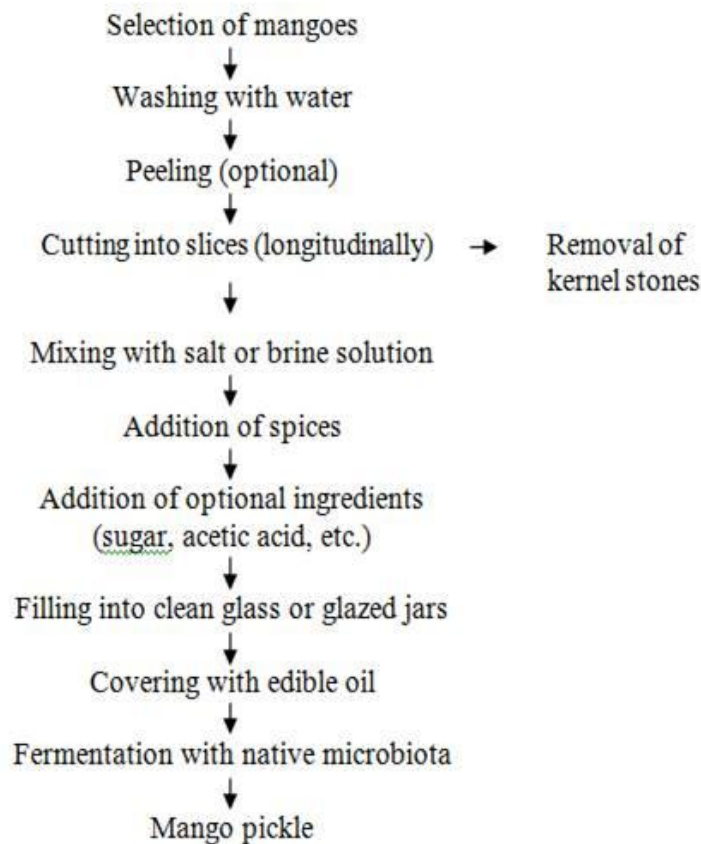 Selection of mangoes
Washing with water
Peeling (optional)
Cutting into slices (longitudinally)
Removal of
kernel stones
Mixing with salt or brine solution
Addition of spices
Addition of optional ingredients
(sugar, acetic acid, etc.)
Filling into clean glass or glazed jars
Covering with edible oil
Fermentation with native microbiota
Mango pickle